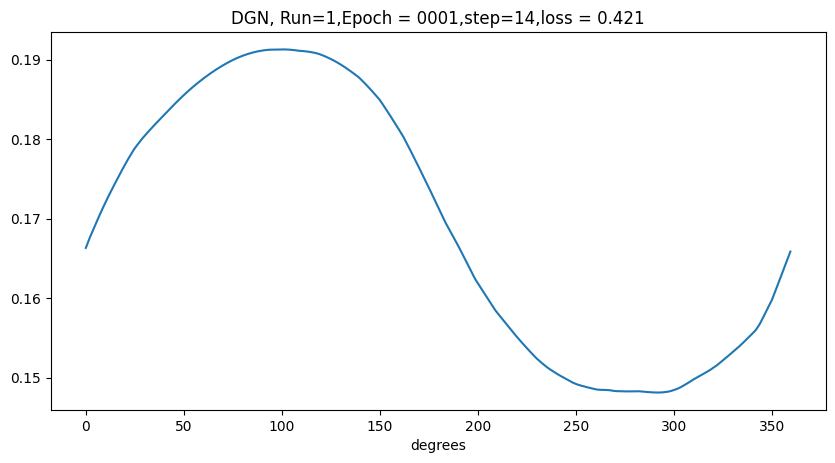 DGN, Run=1,Epoch = 0001,step=14,loss = 0.421
0.19
0.18
0.17
0.16
0.15
0 50 100 150 200 250 300 350
degrees